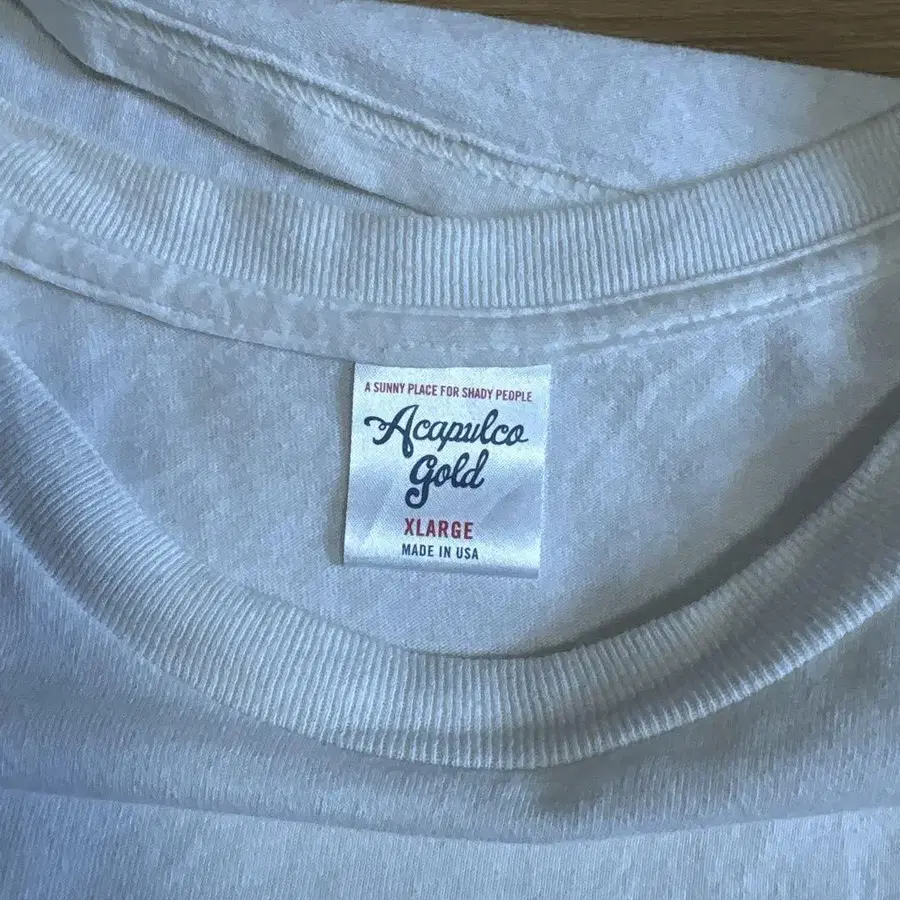 A SUNNY PLACE FOR SHADY PEOPLE
Acapulco
Gold
XLARGE
MADE IN USA